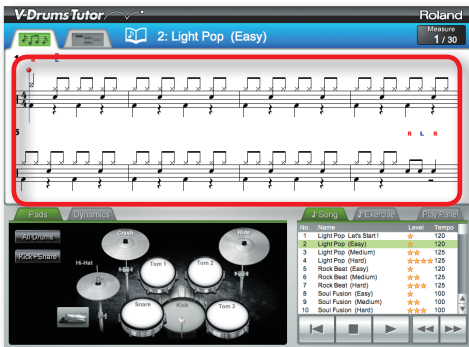 V-Drums Tutor
Roland
2: Light Pop (Easy)
Measure
1 / 30
R L
5
R L R
Pads
Dynamics
All Drums
Kick+Snare
Crash
Ride
Hi-Hat
Tom 1
Tom 2
Snare
Kick
Tom 3
Song
Exercise
Play Panel
No. Name Level Tempo
1 Light Pop Let's Start! 120
2 Light Pop (Easy) 120
3 Light Pop (Medium) 120
4 Light Pop (Hard) 125
5 Rock Beat (Easy) 120
6 Rock Beat (Medium) 125
7 Rock Beat (Hard) 120
8 Soul Fusion (Easy) 100
9 Soul Fusion (Medium) 100
10 Soul Fusion (Hard) 100